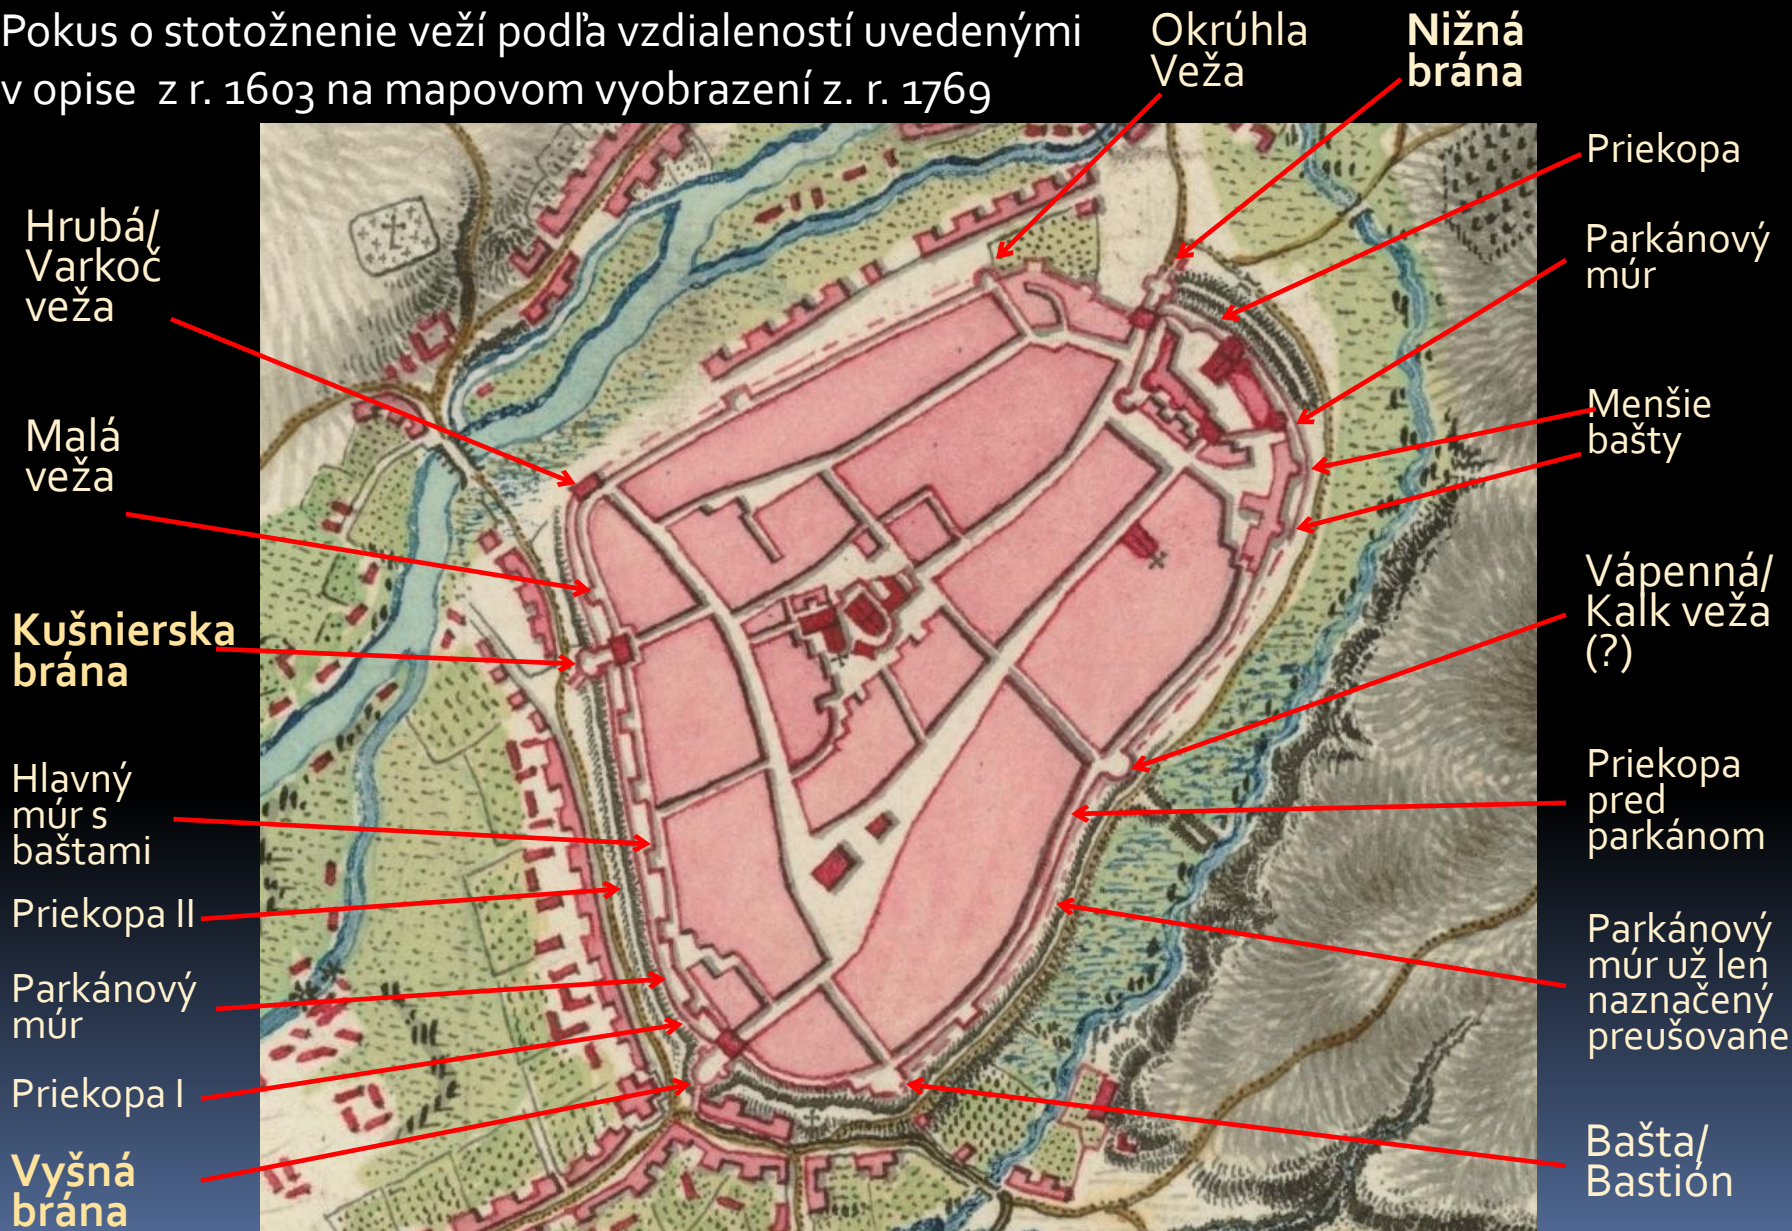 Pokus o stotožnenie veží podľa vzdialeností uvedenými
v opise  z r. 1603 na mapovom vyobrazení z. r. 1769
Okrúhla
Veža
Nižná
brána
Hrubá/
Varkoč
veža
Malá
veža
Kušnierska
brána
Hlavný
múr s
baštami
Priekopa II
Parkánový
múr
Priekopa I
Vyšná
brána
Priekopa
Parkánový
múr
Menšie
bašty
Vápenná/
Kalk veža
(?)
Priekopa
pred
parkánom
Parkánový
múr už len
naznačený
preušovane
Bašta/
Bastión